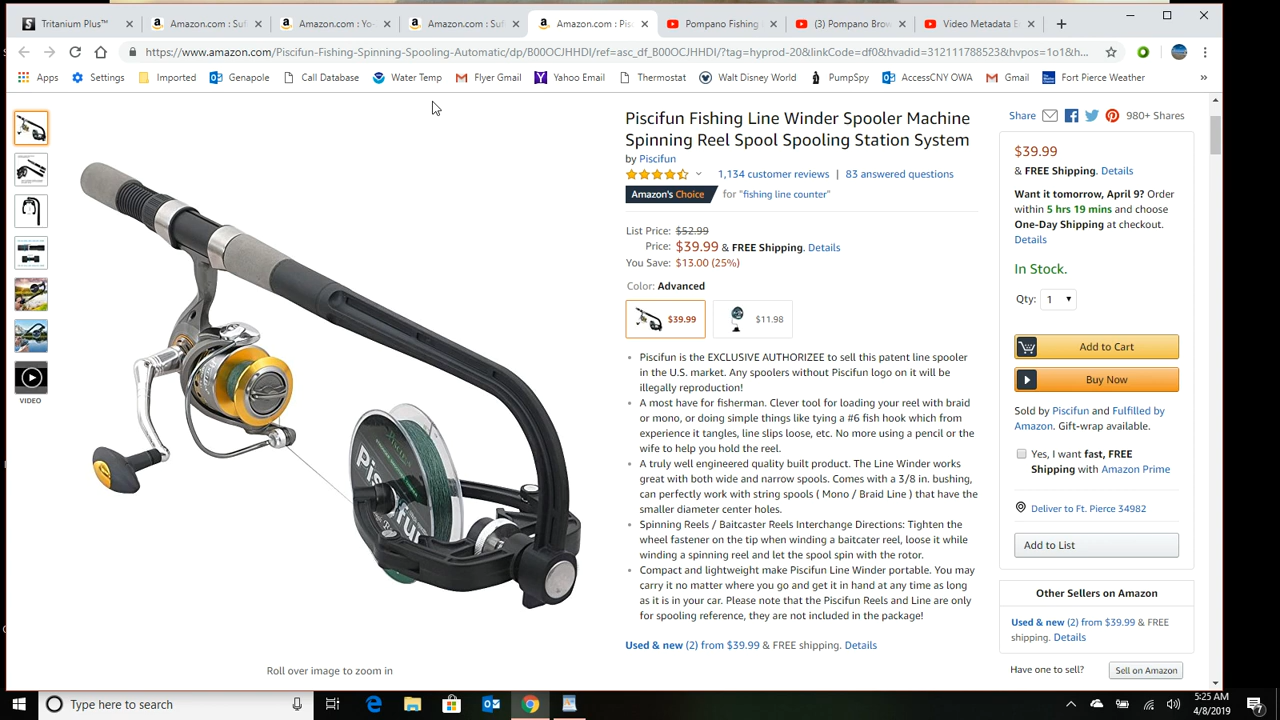 Tritanium Plus™
Amazon.com : Suf
Amazon.com : Yo-
Amazon.com : Suf
Amazon.com : Pis
Pompano Fishing
(3) Pompano Brow
Video Metadata E
https://www.amazon.com/Piscifun-Fishing-Spinning-Spooling-Automatic/dp/B00OCJHHDI/ref=asc_df_B00OCJHHDI/?tag=hyprod-20&linkCode=df0&hvadid=312111788523&hvpos=1o1&h...
Apps Settings Imported Genapole Call Database Water Temp Flyer Gmail Yahoo Email Thermostat Walt Disney World PumpSpy AccessCNY OWA Gmail Fort Pierce Weather »
Piscifun Fishing Line Winder Spooler Machine
Spinning Reel Spool Spooling Station System
by Piscifun
1,134 customer reviews | 83 answered questions
Amazon's Choice for "fishing line counter"
List Price: $52.99
Price: $39.99 & FREE Shipping. Details
You Save: $13.00 (25%)
Color: Advanced
$39.99 $11.98
• Piscifun is the EXCLUSIVE AUTHORIZEE to sell this patent line spooler
in the U.S. market. Any spoolers without Piscifun logo on it will be
illegally reproduction!
• A most have for fisherman. Clever tool for loading your reel with braid
or mono, or doing simple things like tying a #6 fish hook which from
experience it tangles, line slips loose, etc. No more using a pencil or the
wife to help you hold the reel.
• A truly well engineered quality built product. The Line Winder works
great with both wide and narrow spools. Comes with a 3/8 in. bushing,
can perfectly work with string spools ( Mono / Braid Line ) that have the
smaller diameter center holes.
• Spinning Reels / Baitcaster Reels Interchange Directions: Tighten the
wheel fastener on the tip when winding a baitcater reel, loose it while
winding a spinning reel and let the spool spin with the rotor.
• Compact and lightweight make Piscifun Line Winder portable. You may
carry it no matter where you go and get it in hand at any time as long
as it is in your car. Please note that the Piscifun Reels and Line are only
for spooling reference, they are not included in the package!
Used & new (2) from $39.99 & FREE shipping. Details
VIDEO
Roll over image to zoom in
Share 980+ Shares
$39.99
& FREE Shipping. Details
Want it tomorrow, April 9? Order
within 5 hrs 19 mins and choose
One-Day Shipping at checkout.
Details
In Stock.
Qty: 1
Add to Cart
Buy Now
Sold by Piscifun and Fulfilled by
Amazon. Gift-wrap available.
Yes, I want fast, FREE
Shipping with Amazon Prime
Deliver to Ft. Pierce 34982
Add to List
Other Sellers on Amazon
Used & new (2) from $39.99 & FREE
shipping. Details
Have one to sell? Sell on Amazon
Type here to search
5:25 AM
4/8/2019